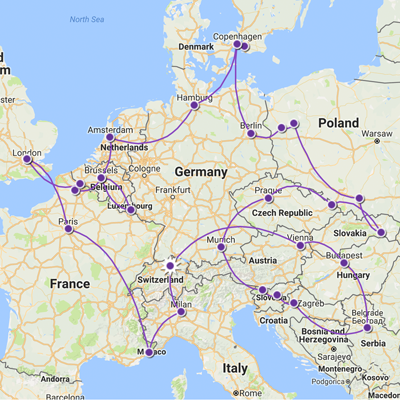 North Sea
Copenhagen
Denmark
Hamburg
Amsterdam
Netherlands
Berlin
Poland
Warsaw
London
Brussels
Belgium
Cologne
Germany
Frankfurt
Luxembourg
Prague
Czech Republic
Paris
Slovakia
Munich
Vienna
Austria
Budapest
Hungary
France
Switzerland
Milan
Zagreb
Croatia
Belgrade
Београд
Serbia
Bosnia and
Herzegovina
Sarajevo
Monaco
Italy
Montenegro
Kosovo
Podgorica
Andorra
Barcelona
Rome